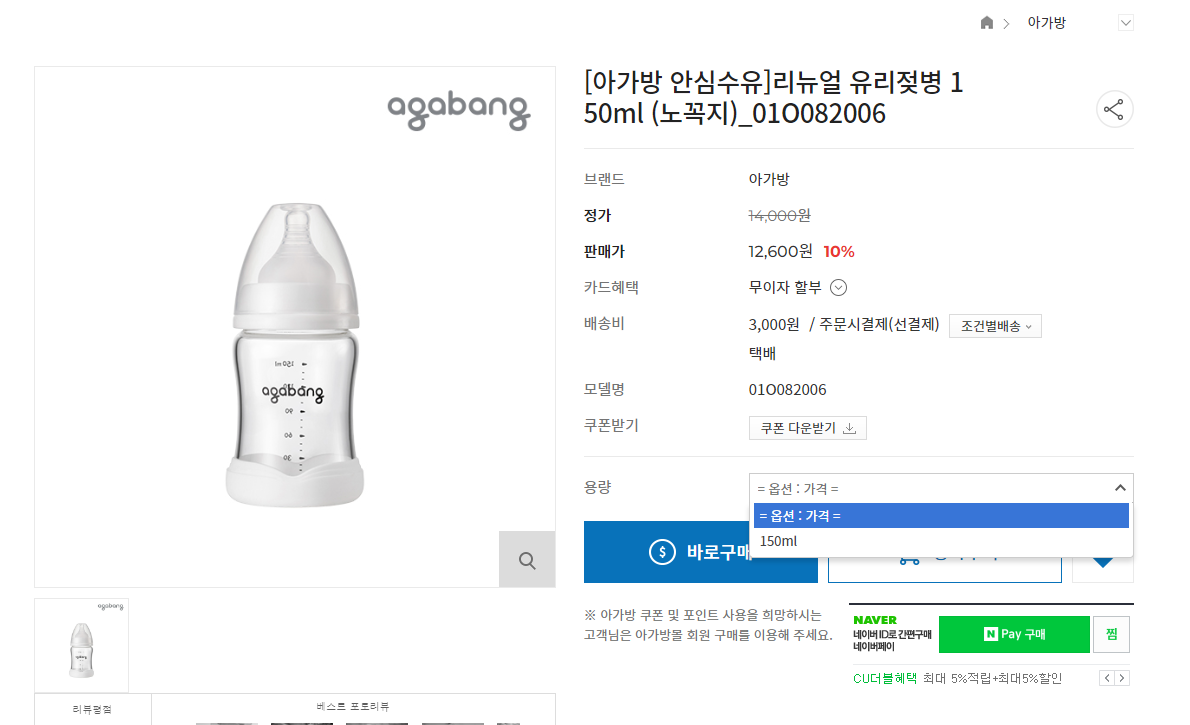 아가방
agabang
[아가방 안심수유]리뉴얼 유리젖병 1
50ml (노꼭지)_01O082006
브랜드
아가방
정가
14,000원
판매가
12,600원 10%
카드혜택
무이자 할부
배송비
3,000원 / 주문시결제(선결제)
조건별배송
택배
모델명
01O082006
쿠폰받기
쿠폰 다운받기
용량
= 옵션 : 가격 =
= 옵션 : 가격 =
150ml
바로구매
150 ml
agabang
90
60
30
※ 아가방 쿠폰 및 포인트 사용을 희망하시는
고객님은 아가방몰 회원 구매를 이용해 주세요.
NAVER
네이버 ID로 간편구매
네이버페이
N Pay 구매
찜
CU더블혜택 최대 5%적립+최대5%할인
agabang
agabang
리뷰평점
베스트 포토리뷰